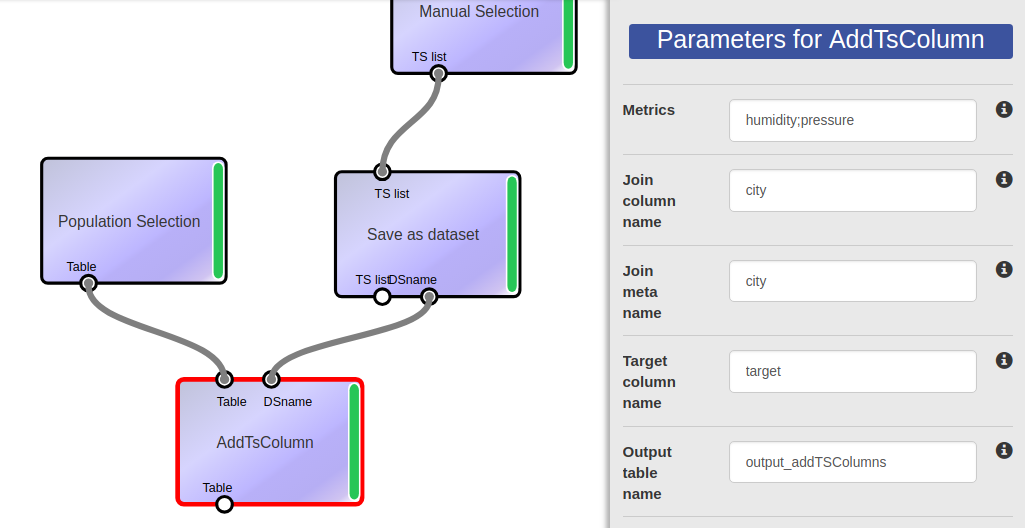 Manual Selection
TS list
TS list
Save as dataset
TS list
DSname
Population Selection
Table
Table
DSname
AddTsColumn
Table
Parameters for AddTsColumn
Metrics
humidity;pressure
Join
column
name
city
Join
meta
name
city
Target
column
name
target
Output
table
name
output_addTSColumns